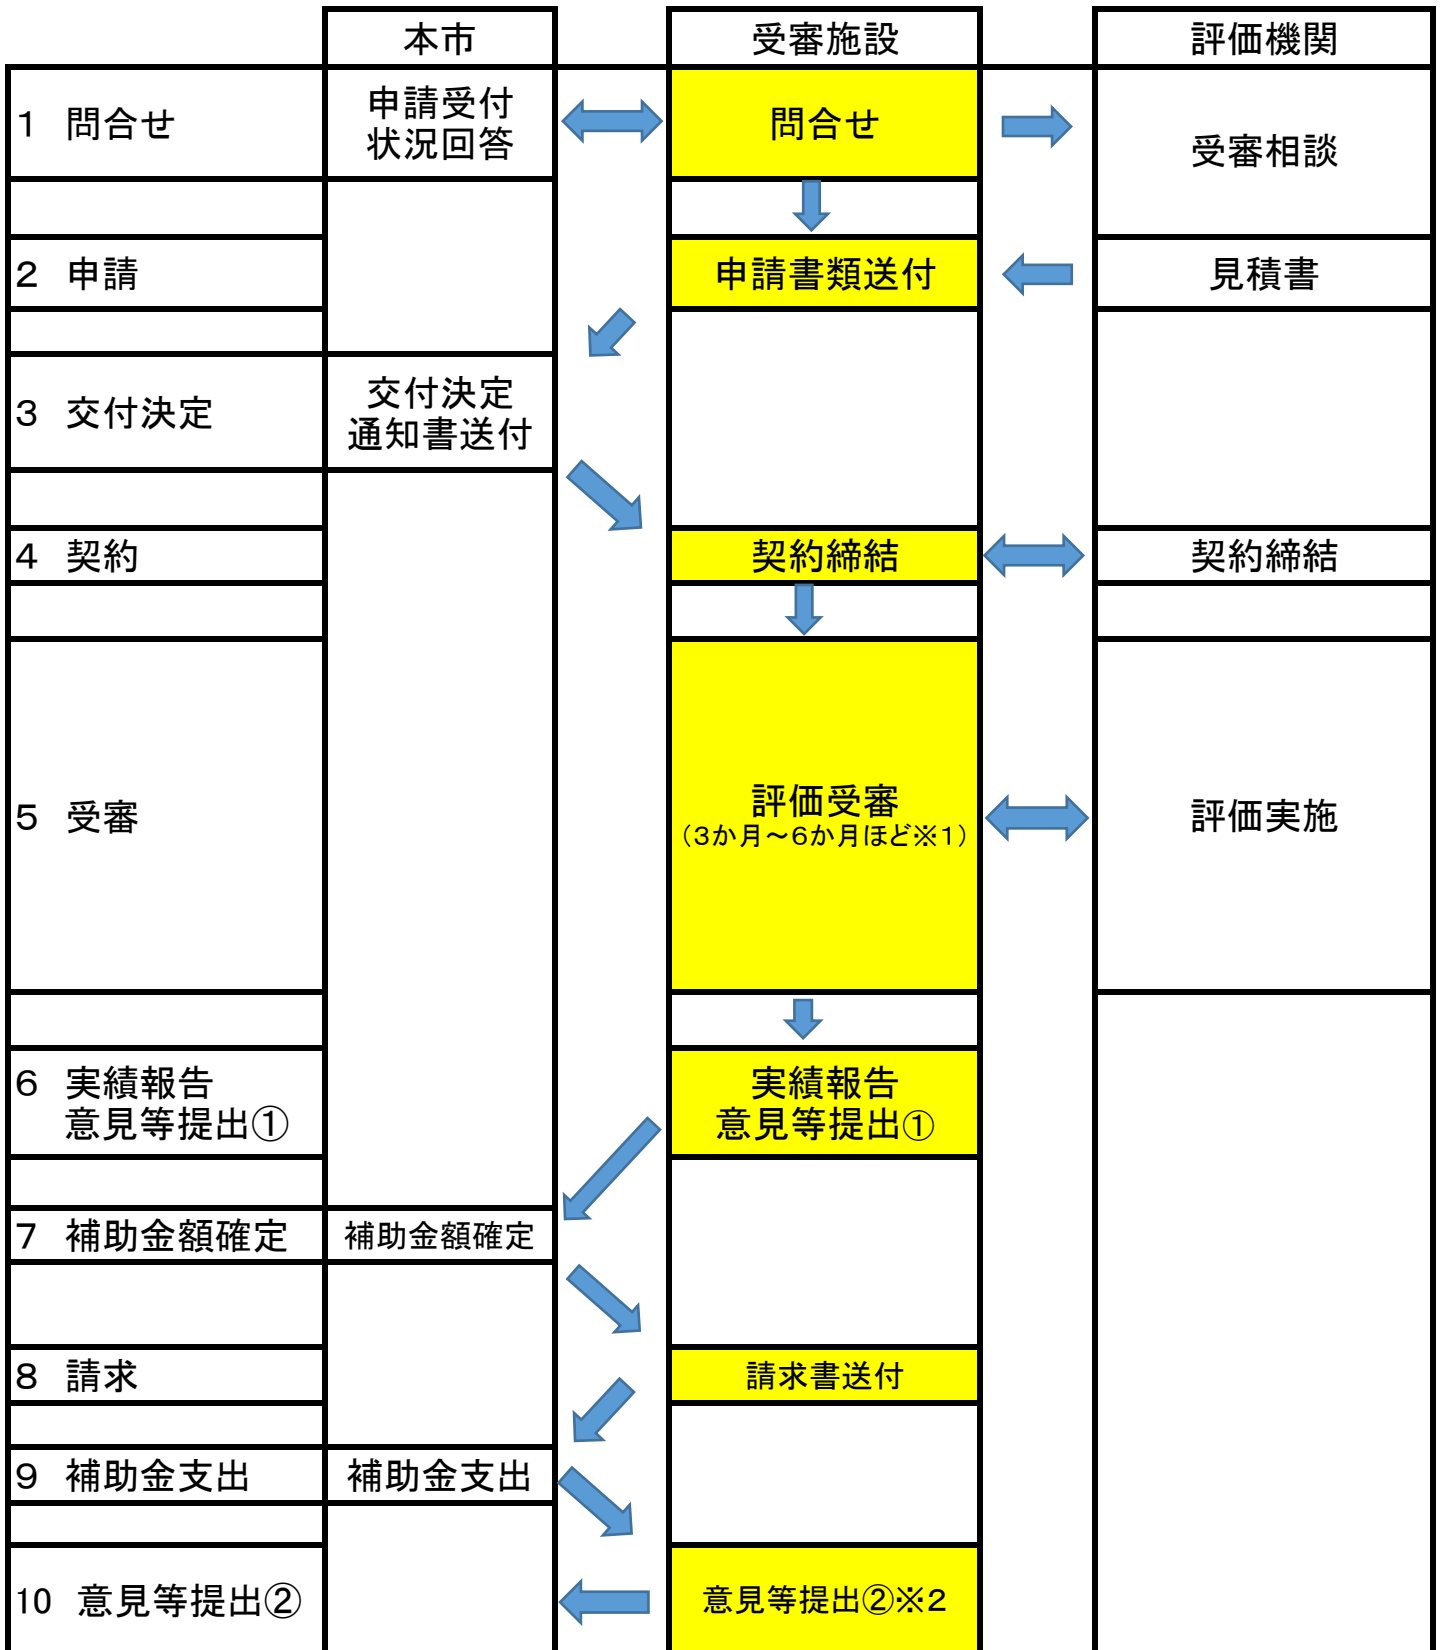 本市
受審施設
評価機関
１　問合せ
申請受付
状況回答
問合せ
受審相談
２　申請
申請書類送付
見積書
３　交付決定
交付決定
通知書送付
４　契約
契約締結
契約締結
５　受審
評価受審
（３か月～６か月ほど※１）
評価実施
６　実績報告
意見等提出①
実績報告
意見等提出①
７　補助金額確定
補助金額確定
８　請求
請求書送付
９　補助金支出
補助金支出
10　意見等提出②
意見等提出②※２